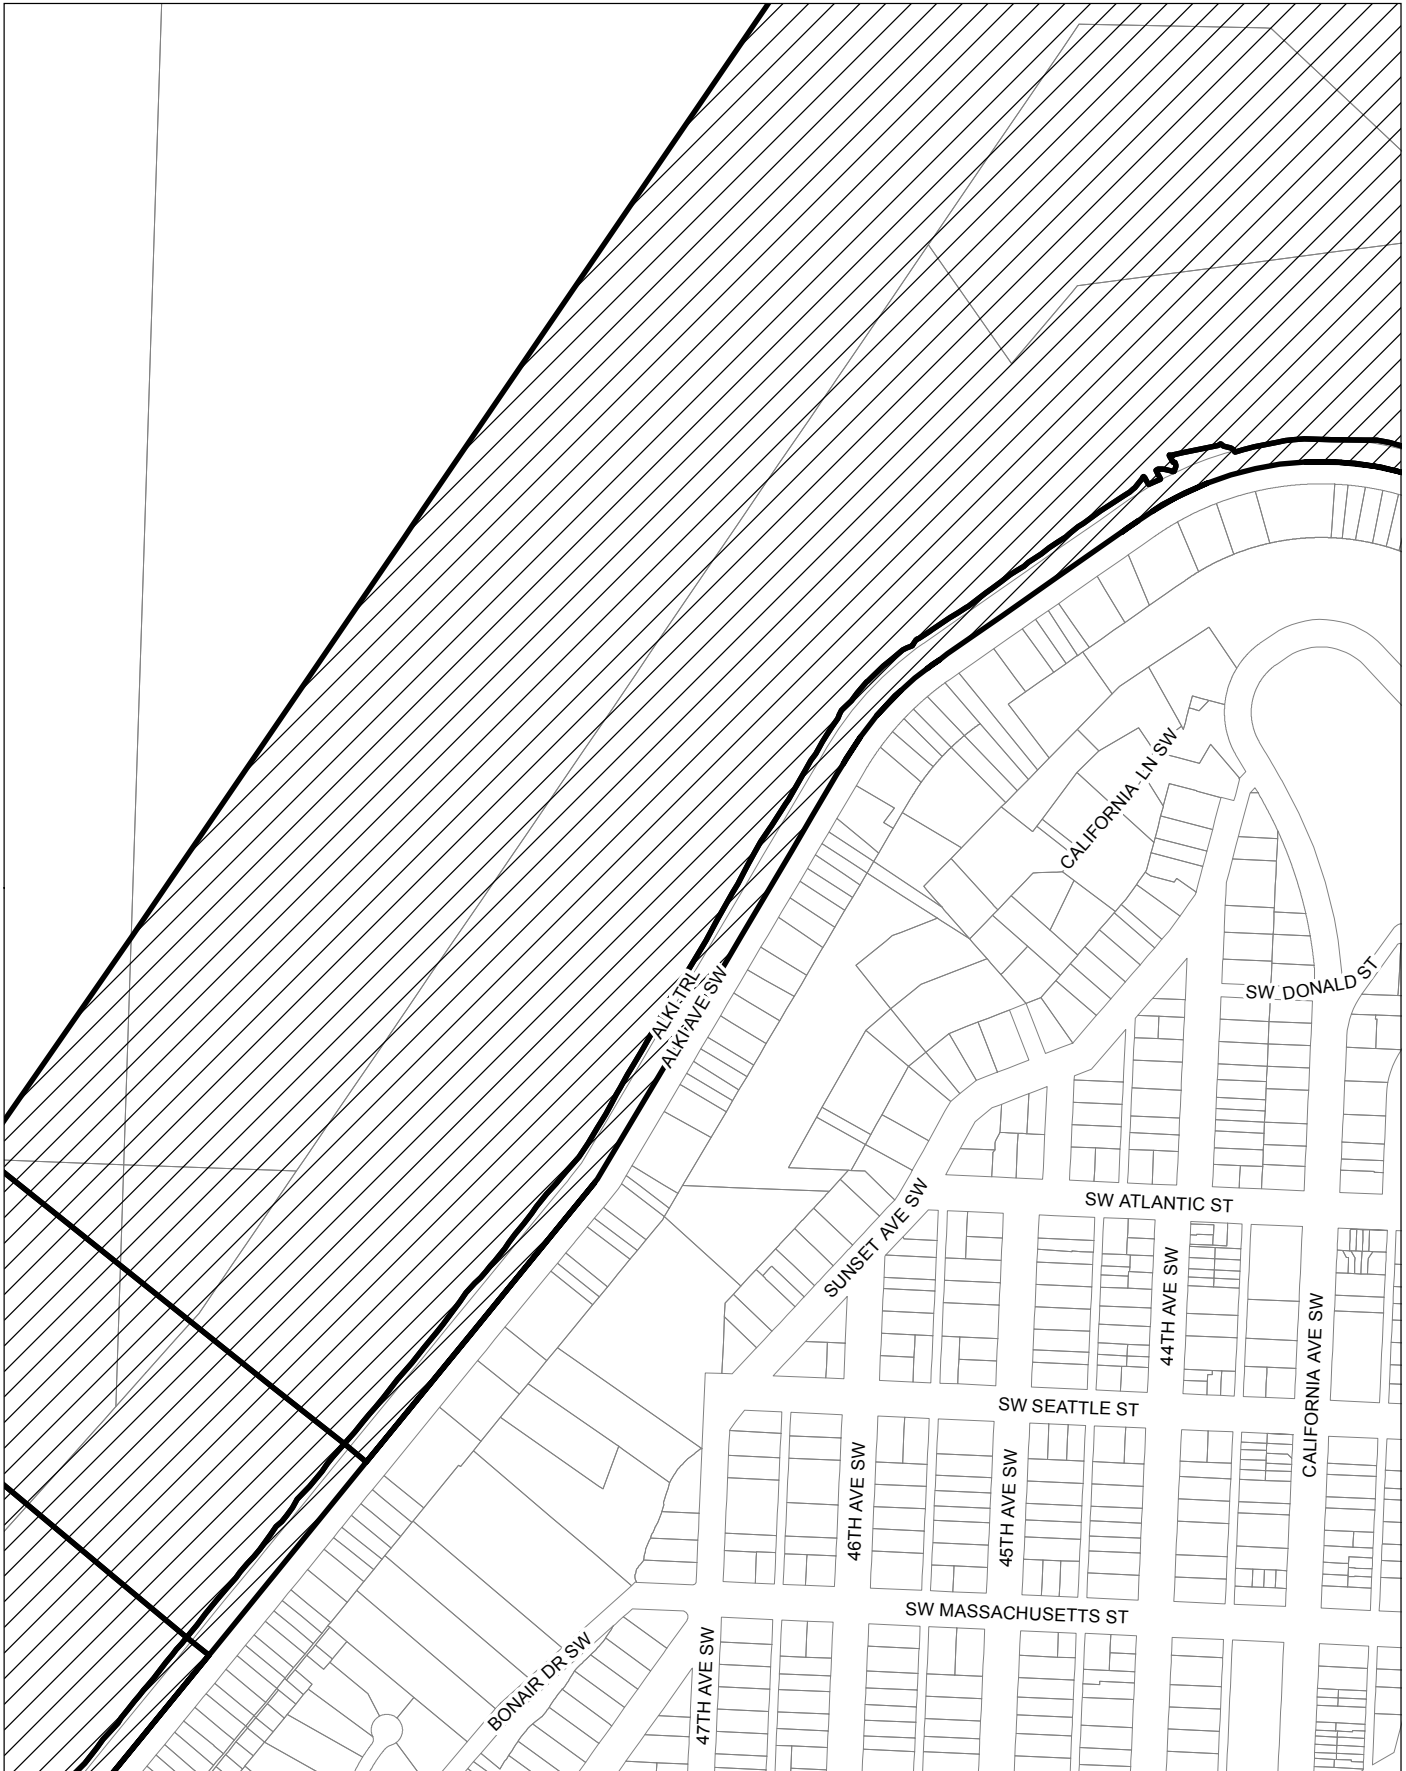 CALIFORNIA LN SW
ALKI TRL
ALKI AVE SW
SW DONALD ST
SW ATLANTIC ST
SUNSET AVE SW
44TH AVE SW
CALIFORNIA AVE SW
SW SEATTLE ST
46TH AVE SW
45TH AVE SW
SW MASSACHUSETTS ST
BONAIR DR SW
47TH AVE SW